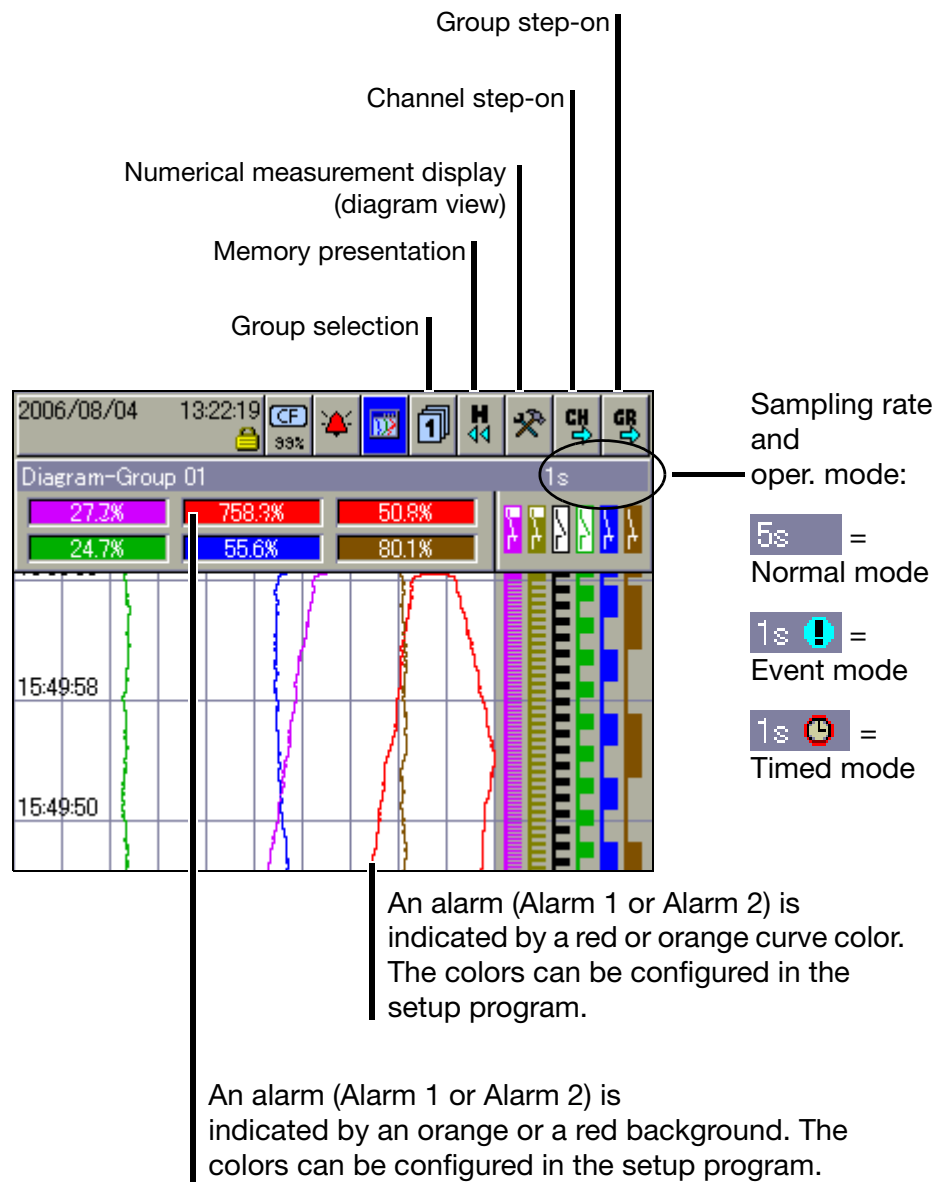 Group step-on
Channel step-on
Numerical measurement display
(diagram view)
Memory presentation
Group selection
2006/08/04 13:22:19
CF
99%
1
H
CH
GR
Diagram-Group 01 1s
27.7% 758.3% 50.8%
24.7% 55.6% 80.1%
15:49:58
15:49:50
Sampling rate
and
oper. mode:
5s =
Normal mode
1s ! =
Event mode
1s =
Timed mode
An alarm (Alarm 1 or Alarm 2) is
indicated by a red or orange curve color.
The colors can be configured in the
setup program.
An alarm (Alarm 1 or Alarm 2) is
indicated by an orange or a red background. The
colors can be configured in the setup program.